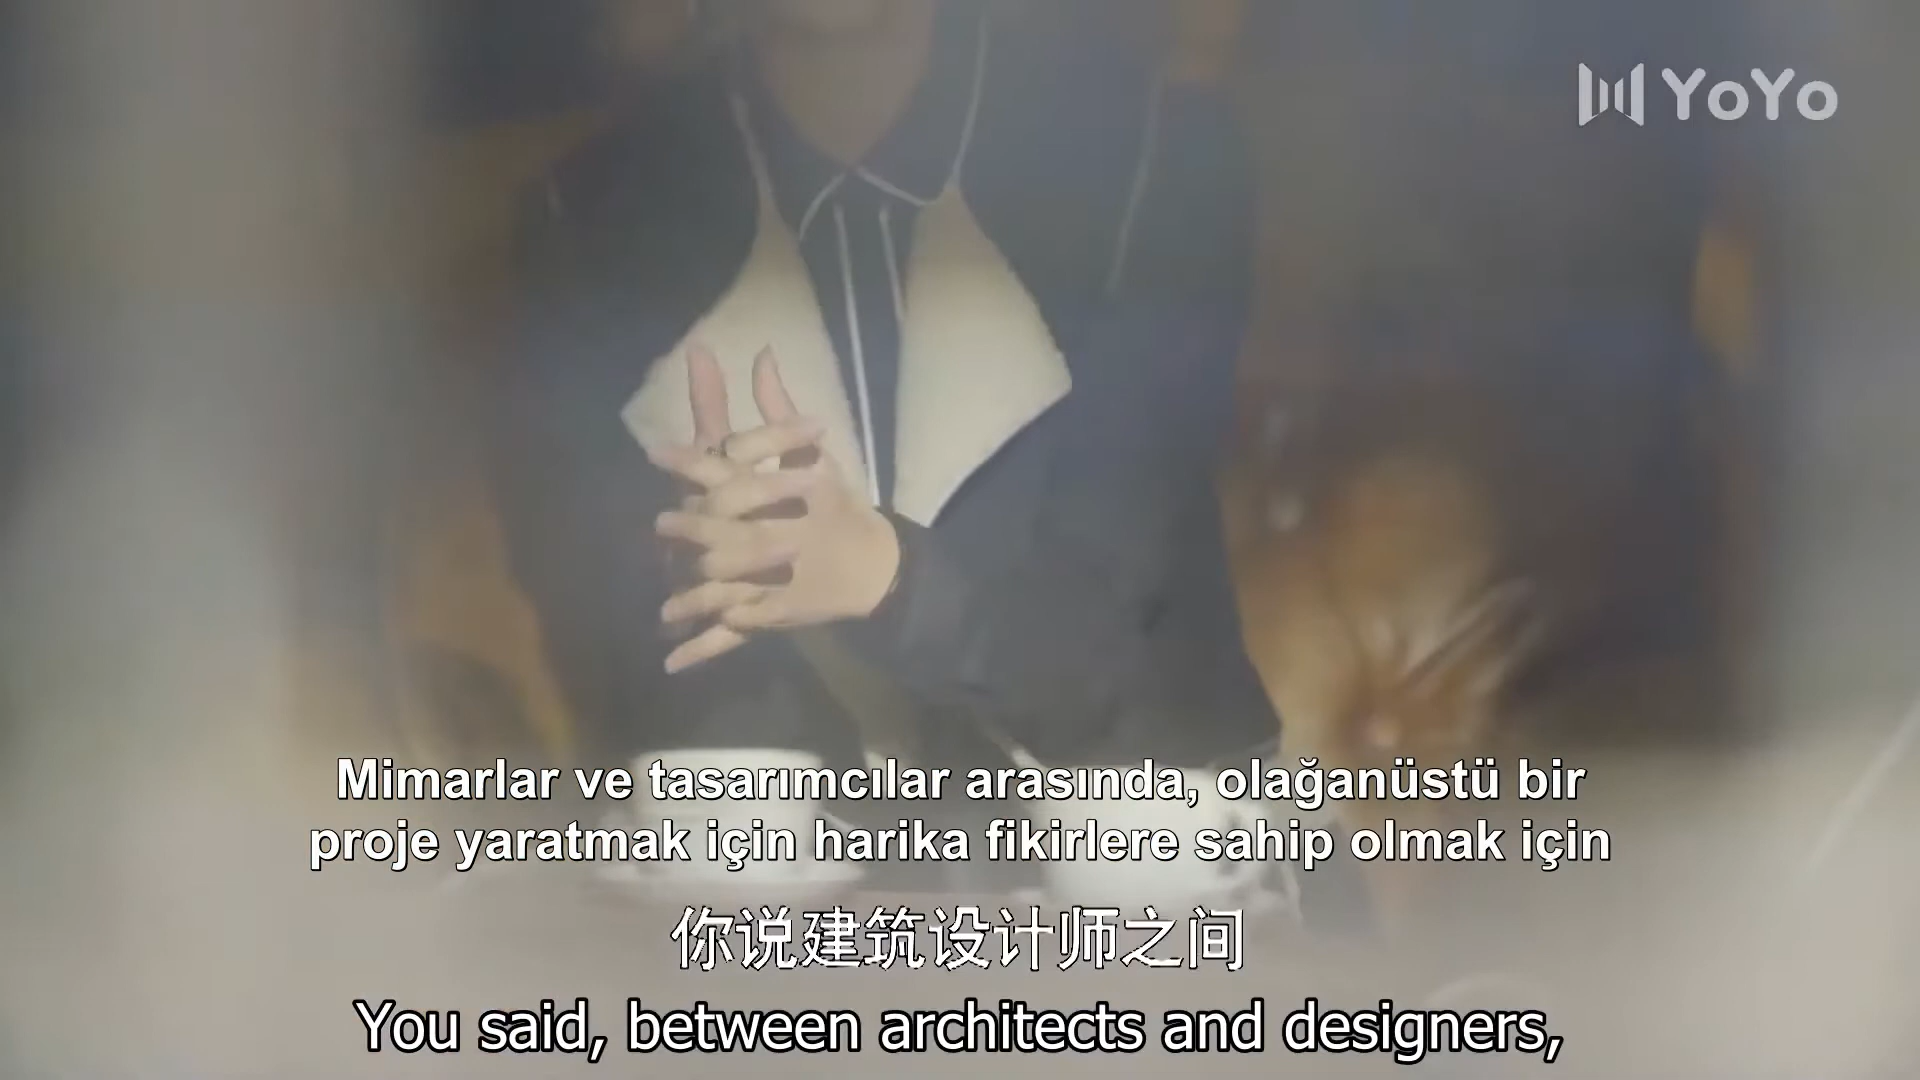 YoYo
Mimarlar ve tasarımcılar arasında, olağanüstü bir
proje yaratmak için harika fikirlere sahip olmak için
你说建筑设计师之间
You said, between architects and designers,